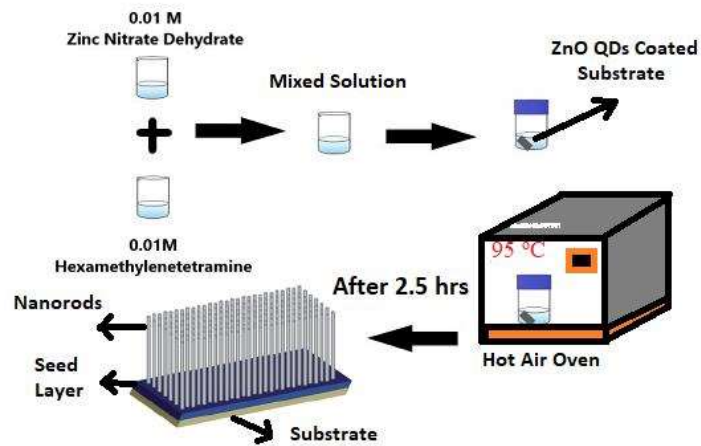 0.01 M
Zinc Nitrate Dehydrate
Mixed Solution
ZnO QDs Coated
Substrate
0.01M
Hexamethylenetetramine
95 °C
After 2.5 hrs
Hot Air Oven
Nanorods
Seed
Layer
Substrate